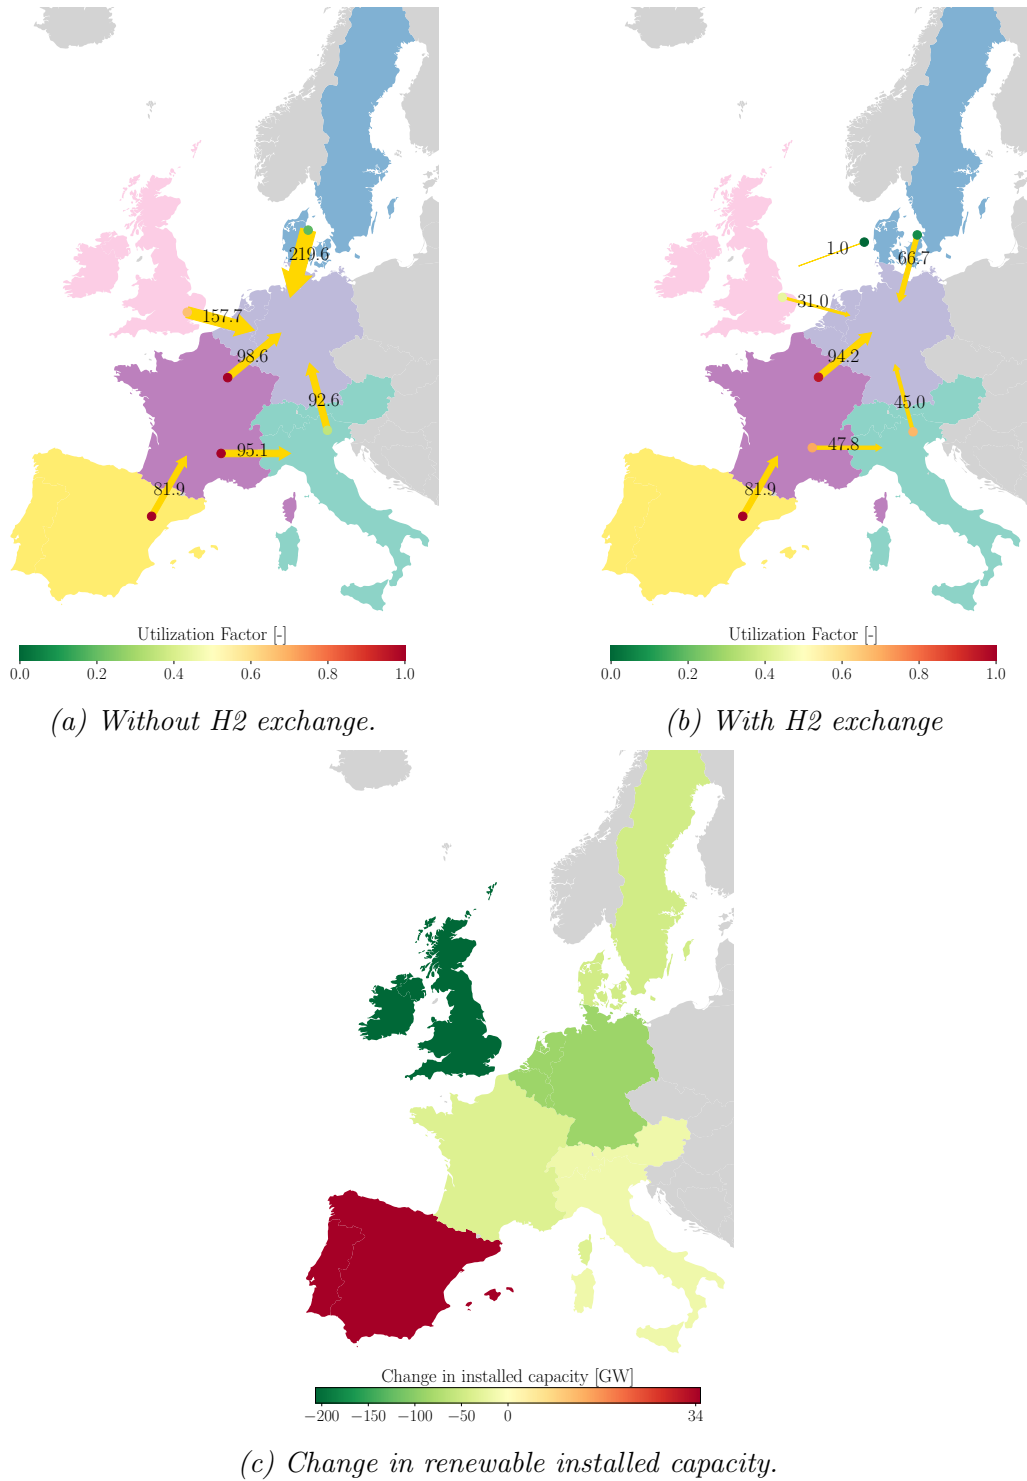 219.6
157.7
98.6
92.6
95.1
81.9
Utilization Factor [-]
0.0 0.2 0.4 0.6 0.8 1.0
(a) Without H2 exchange.
1.0
66.7
31.0
94.2
45.0
47.8
81.9
Utilization Factor [-]
0.0 0.2 0.4 0.6 0.8 1.0
(b) With H2 exchange
Change in installed capacity [GW]
−200 −150 −100 −50 0 34
(c) Change in renewable installed capacity.